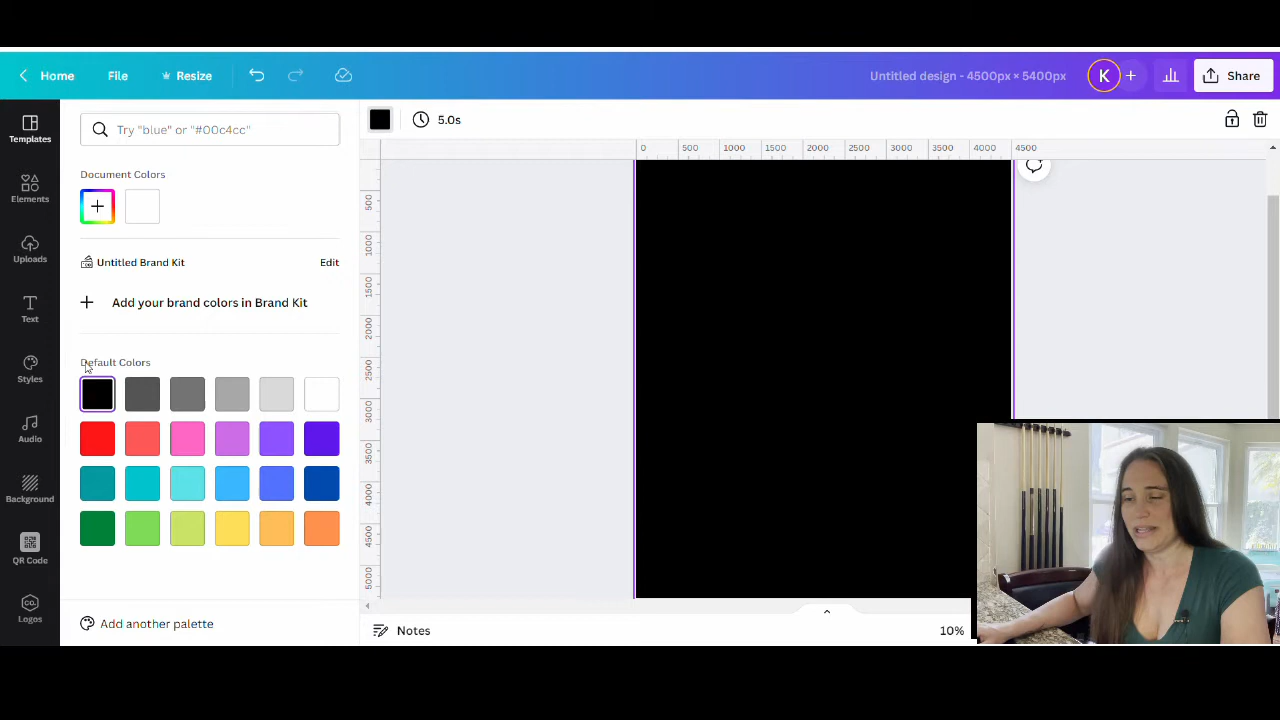 Home File Resize Untitled design - 4500px × 5400px K + Share
Templates
Try "blue" or "#00c4cc"
5.0s
0 500 1000 1500 2000 2500 3000 3500 4000 4500
Document Colors
Elements
Untitled Brand Kit Edit
Uploads
Add your brand colors in Brand Kit
Text
Default Colors
Styles
Audio
Background
QR Code
CO.
Logos
Add another palette
500
1000
1500
2000
2500
3000
3500
4000
4500
5000
Notes 10%